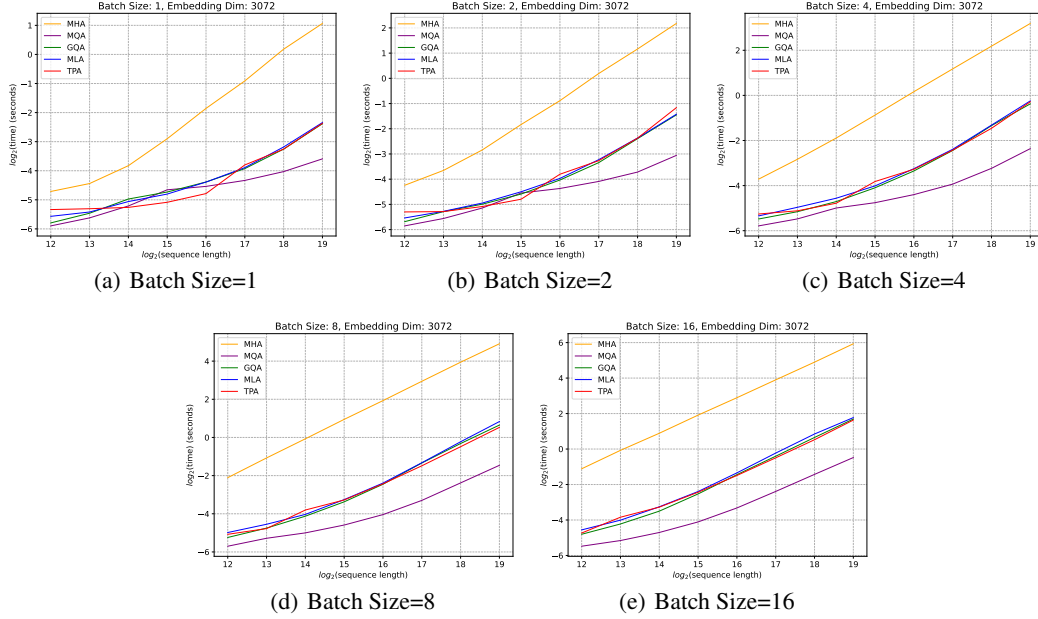 Batch Size: 1, Embedding Dim: 3072
MHA
MQA
GQA
MLA
TPA
1
0
−1
−2
−3
−4
−5
−6
log₂(time) (seconds)
12 13 14 15 16 17 18 19
log₂(sequence length)
(a) Batch Size=1
Batch Size: 2, Embedding Dim: 3072
MHA
MQA
GQA
MLA
TPA
2
1
0
−1
−2
−3
−4
−5
−6
log₂(time) (seconds)
12 13 14 15 16 17 18 19
log₂(sequence length)
(b) Batch Size=2
Batch Size: 4, Embedding Dim: 3072
MHA
MQA
GQA
MLA
TPA
2
0
−2
−4
−6
log₂(time) (seconds)
12 13 14 15 16 17 18 19
log₂(sequence length)
(c) Batch Size=4
Batch Size: 8, Embedding Dim: 3072
MHA
MQA
GQA
MLA
TPA
4
2
0
−2
−4
−6
log₂(time) (seconds)
12 13 14 15 16 17 18 19
log₂(sequence length)
(d) Batch Size=8
Batch Size: 16, Embedding Dim: 3072
MHA
MQA
GQA
MLA
TPA
6
4
2
0
−2
−4
−6
log₂(time) (seconds)
12 13 14 15 16 17 18 19
log₂(sequence length)
(e) Batch Size=16